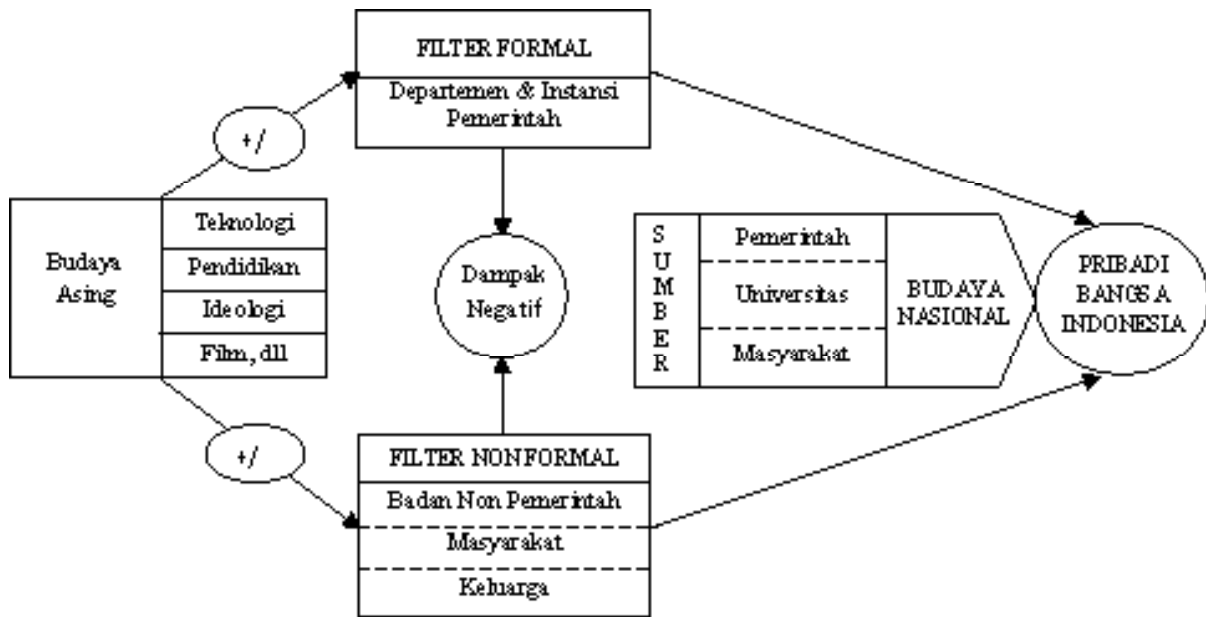 FILTER FORMAL
Departemen & Instansi
Pemerintah
+/
Budaya
Asing
Teknologi
Pendidikan
Ideologi
Film, dll
Dampak
Negatif
SUMBER
Pemerintah
Universitas
Masyarakat
BUDAYA
NASIONAL
PRIBADI
BANGSA
INDONESIA
+/
FILTER NONFORMAL
Badan Non Pemerintah
Masyarakat
Keluarga